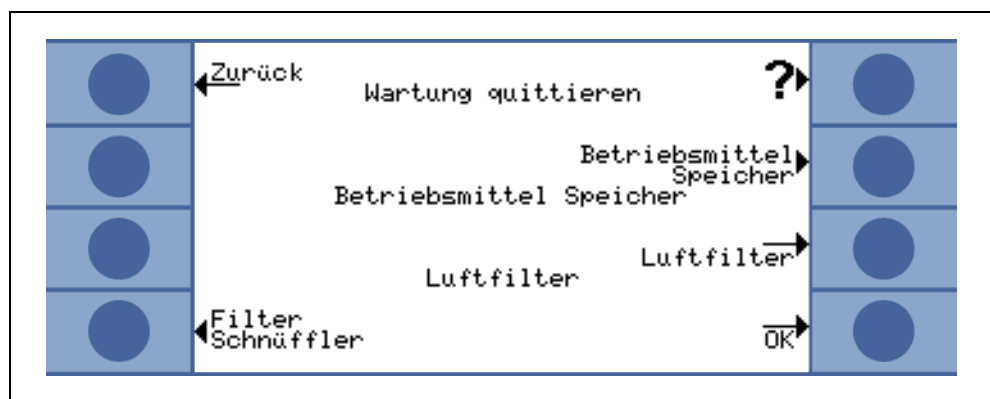 Zurück
?
Wartung quittieren
Betriebsmittel
Speicher
Betriebsmittel Speicher
Luftfilter
Luftfilter
Filter
Schnüffler
OK